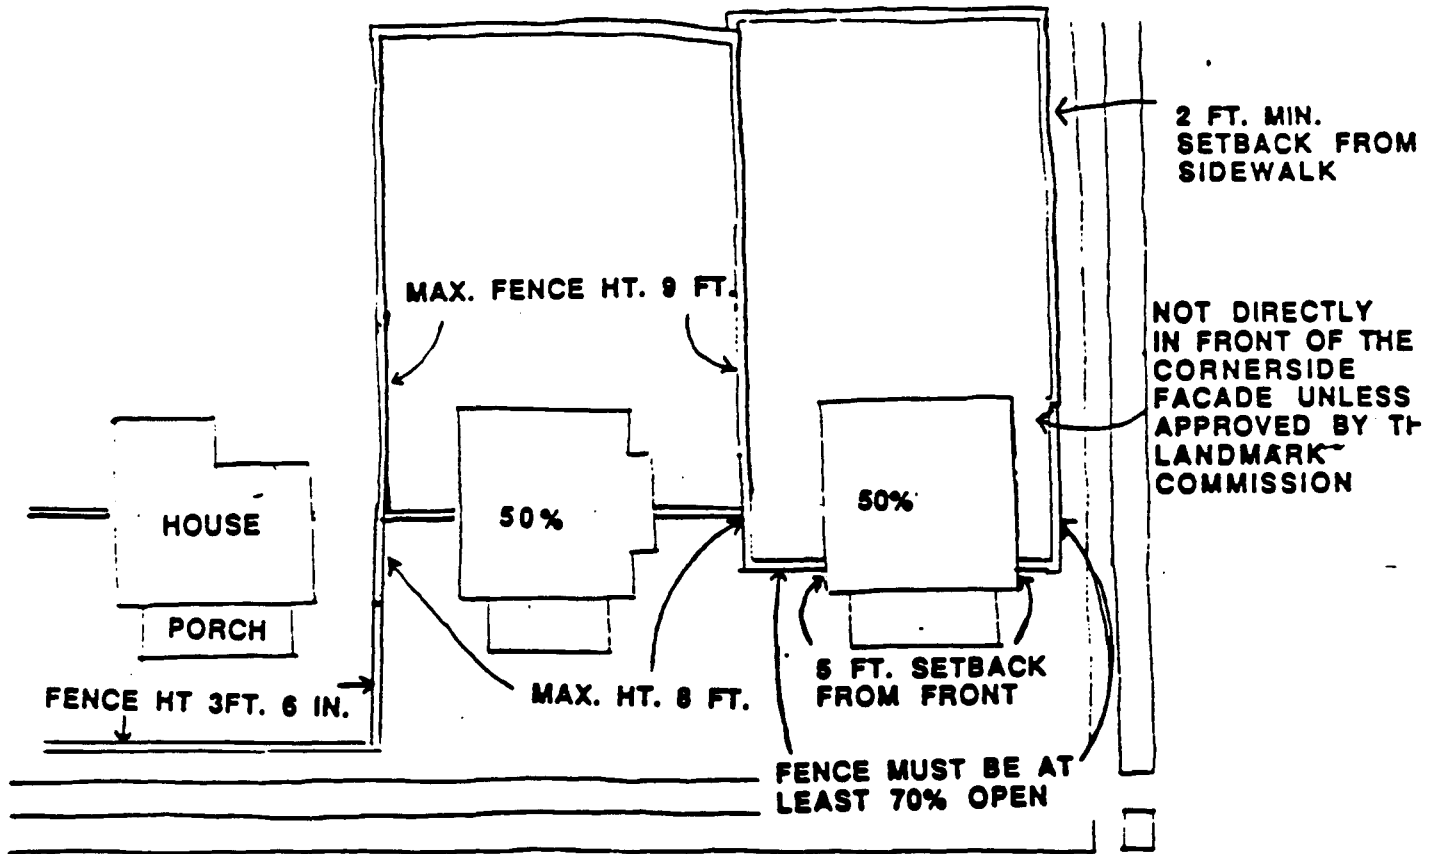 2 FT. MIN.
SETBACK FROM
SIDEWALK
MAX. FENCE HT. 9 FT.
NOT DIRECTLY
IN FRONT OF THE
CORNERSIDE
FACADE UNLESS
APPROVED BY TH
LANDMARK
COMMISSION
HOUSE
50%
50%
PORCH
FENCE HT 3FT. 6 IN.
MAX. HT. 8 FT.
5 FT. SETBACK
FROM FRONT
FENCE MUST BE AT
LEAST 70% OPEN